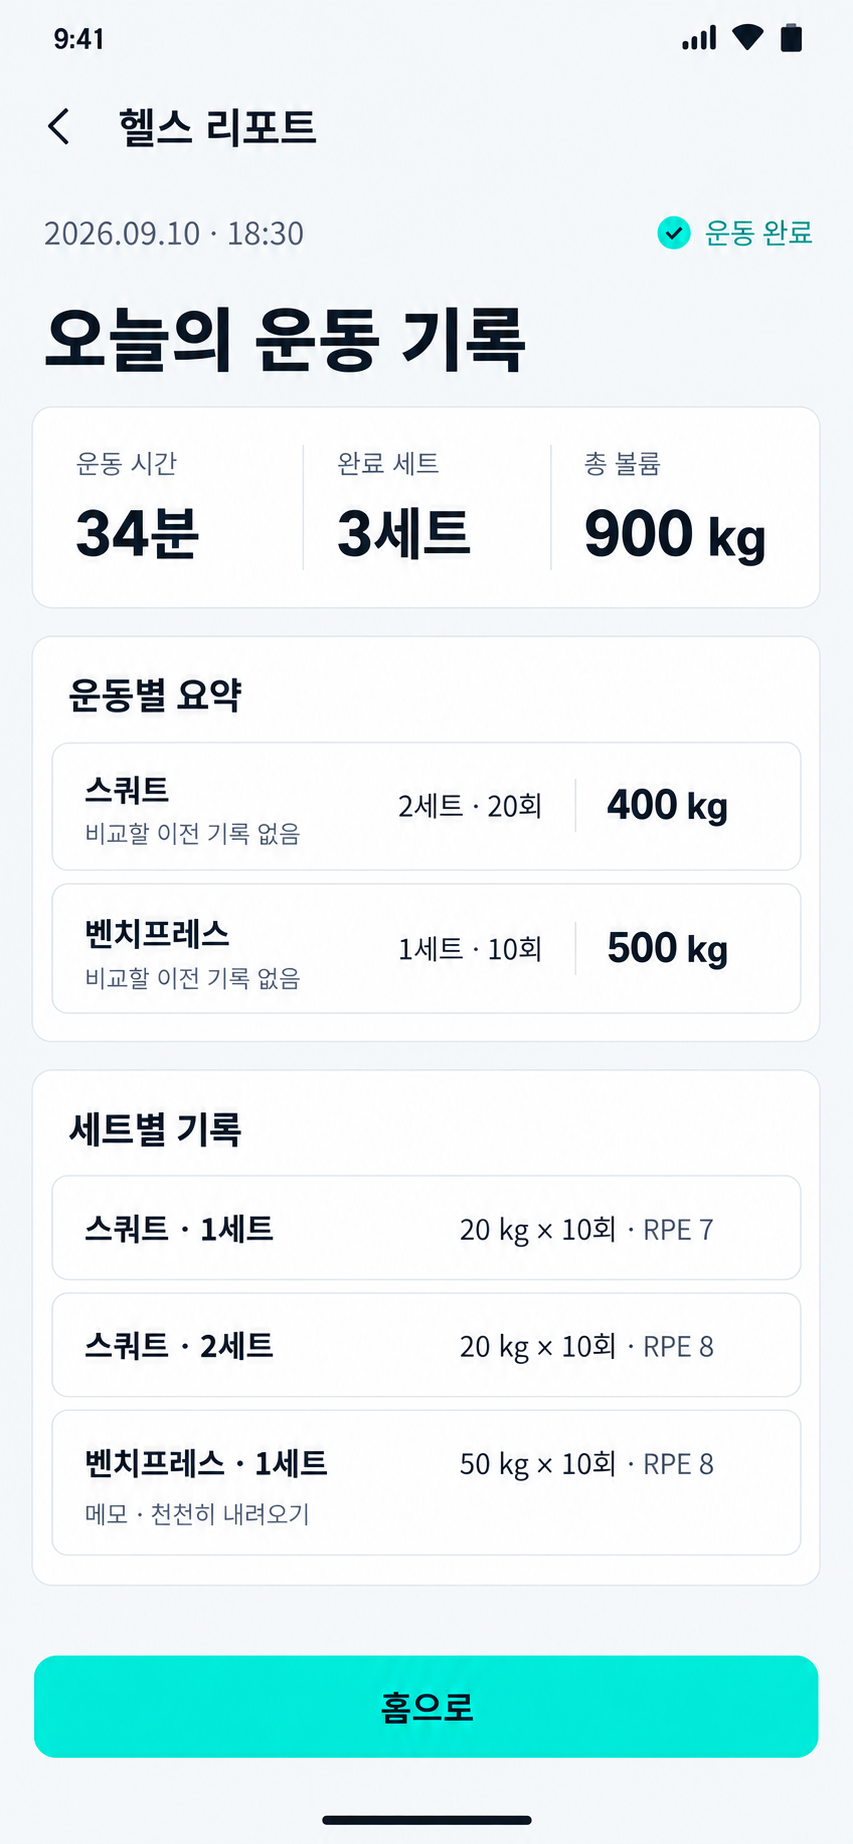 9:41
헬스 리포트
2026.09.10 · 18:30
운동 완료
오늘의 운동 기록
운동 시간
34분
완료 세트
3세트
총 볼륨
900 kg
운동별 요약
스쿼트
비교할 이전 기록 없음
2세트 · 20회
400 kg
벤치프레스
비교할 이전 기록 없음
1세트 · 10회
500 kg
세트별 기록
스쿼트 · 1세트
20 kg × 10회 · RPE 7
스쿼트 · 2세트
20 kg × 10회 · RPE 8
벤치프레스 · 1세트
50 kg × 10회 · RPE 8
메모 · 천천히 내려오기
홈으로